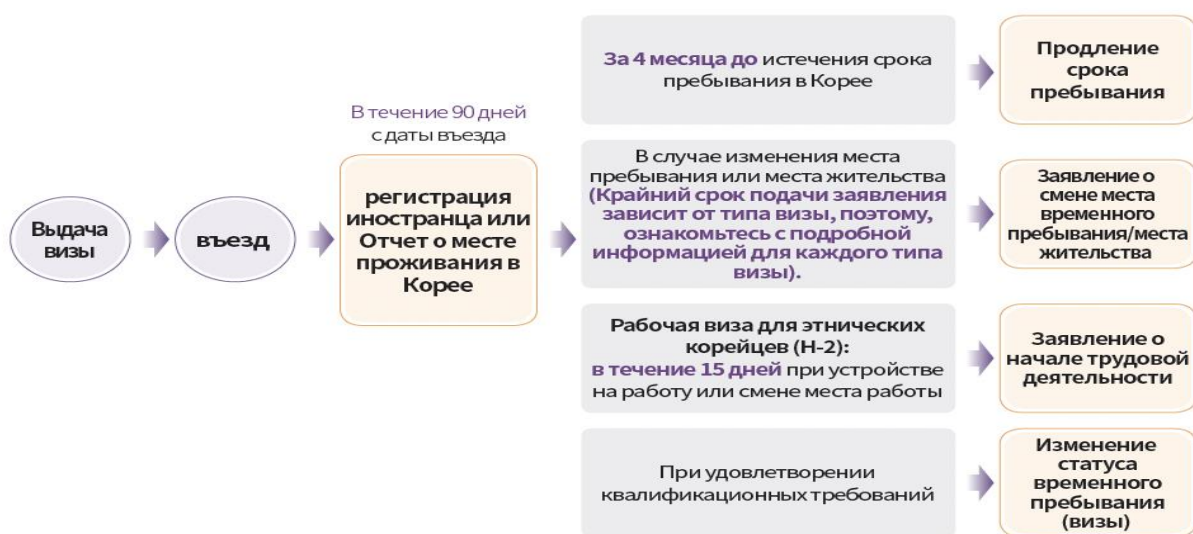 Выдача
визы
въезд
В течение 90 дней
с даты въезда
регистрация
иностранца или
Отчет о месте
проживания в
Корее
За 4 месяца до истечения срока
пребывания в Корее
Продление
срока
пребывания
В случае изменения места
пребывания или места жительства
(Крайний срок подачи заявления
зависит от типа визы, поэтому,
ознакомьтесь с подробной
информацией для каждого типа
визы).
Заявление о
смене места
временного
пребывания/места
жительства
Рабочая виза для этнических
корейцев (H-2):
в течение 15 дней при устройстве
на работу или смене места работы
Заявление о
начале трудовой
деятельности
При удовлетворении
квалификационных требований
Изменение
статуса
временного
пребывания
(визы)